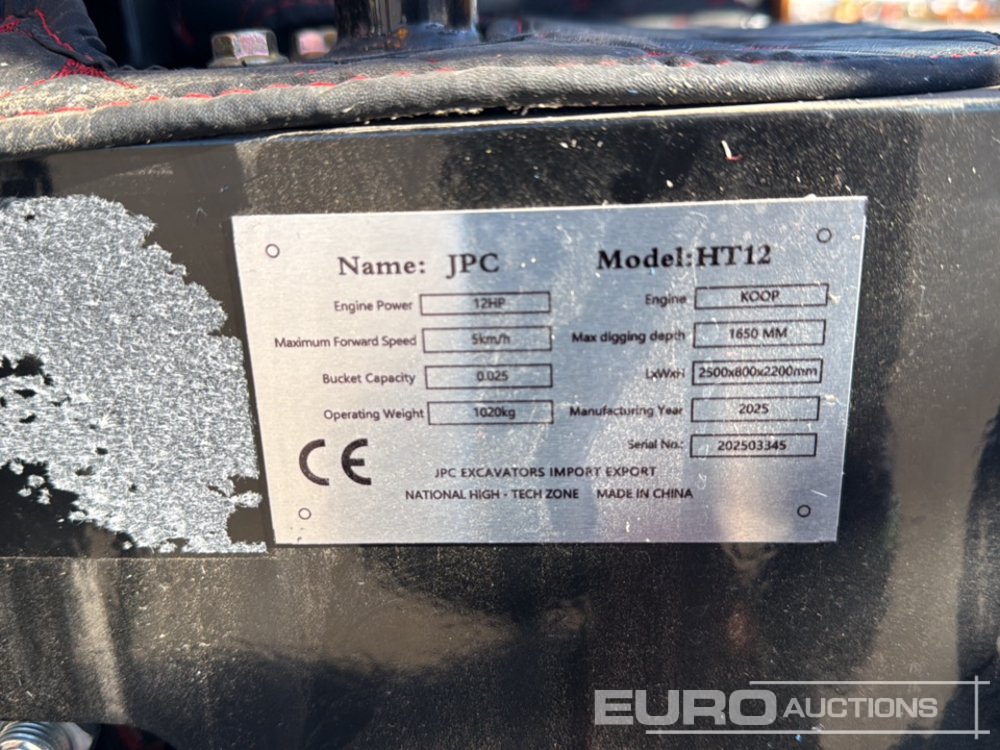 Name: JPC Model:HT12
Engine Power 12HP Engine KOOP
Maximum Forward Speed 5km/h Max digging depth 1650 MM
Bucket Capacity 0.025 LxWxH 2500x800x2200mm
Operating Weight 1020kg Manufacturing Year 2025
Serial No.: 202503345
CE
JPC EXCAVATORS IMPORT EXPORT
NATIONAL HIGH - TECH ZONE MADE IN CHINA
EURO AUCTIONS